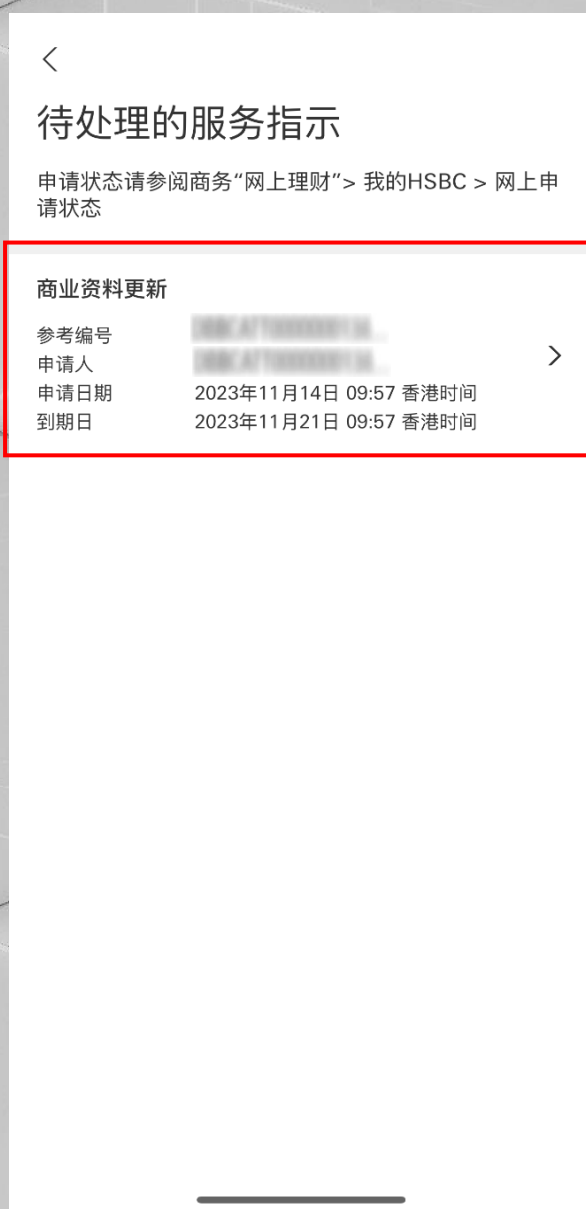 待处理的服务指示
申请状态请参阅商务“网上理财”> 我的HSBC > 网上申
请状态
商业资料更新
参考编号
申请人
申请日期 2023年11月14日 09:57 香港时间
到期日 2023年11月21日 09:57 香港时间